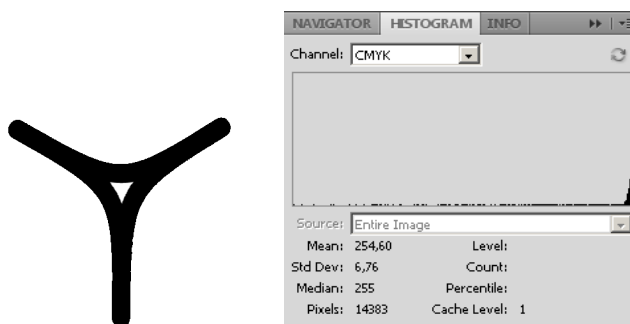 NAVIGATOR HISTOGRAM INFO
Channel: CMYK
Source: Entire Image
Mean: 254,60 Level:
Std Dev: 6,76 Count:
Median: 255 Percentile:
Pixels: 14383 Cache Level: 1